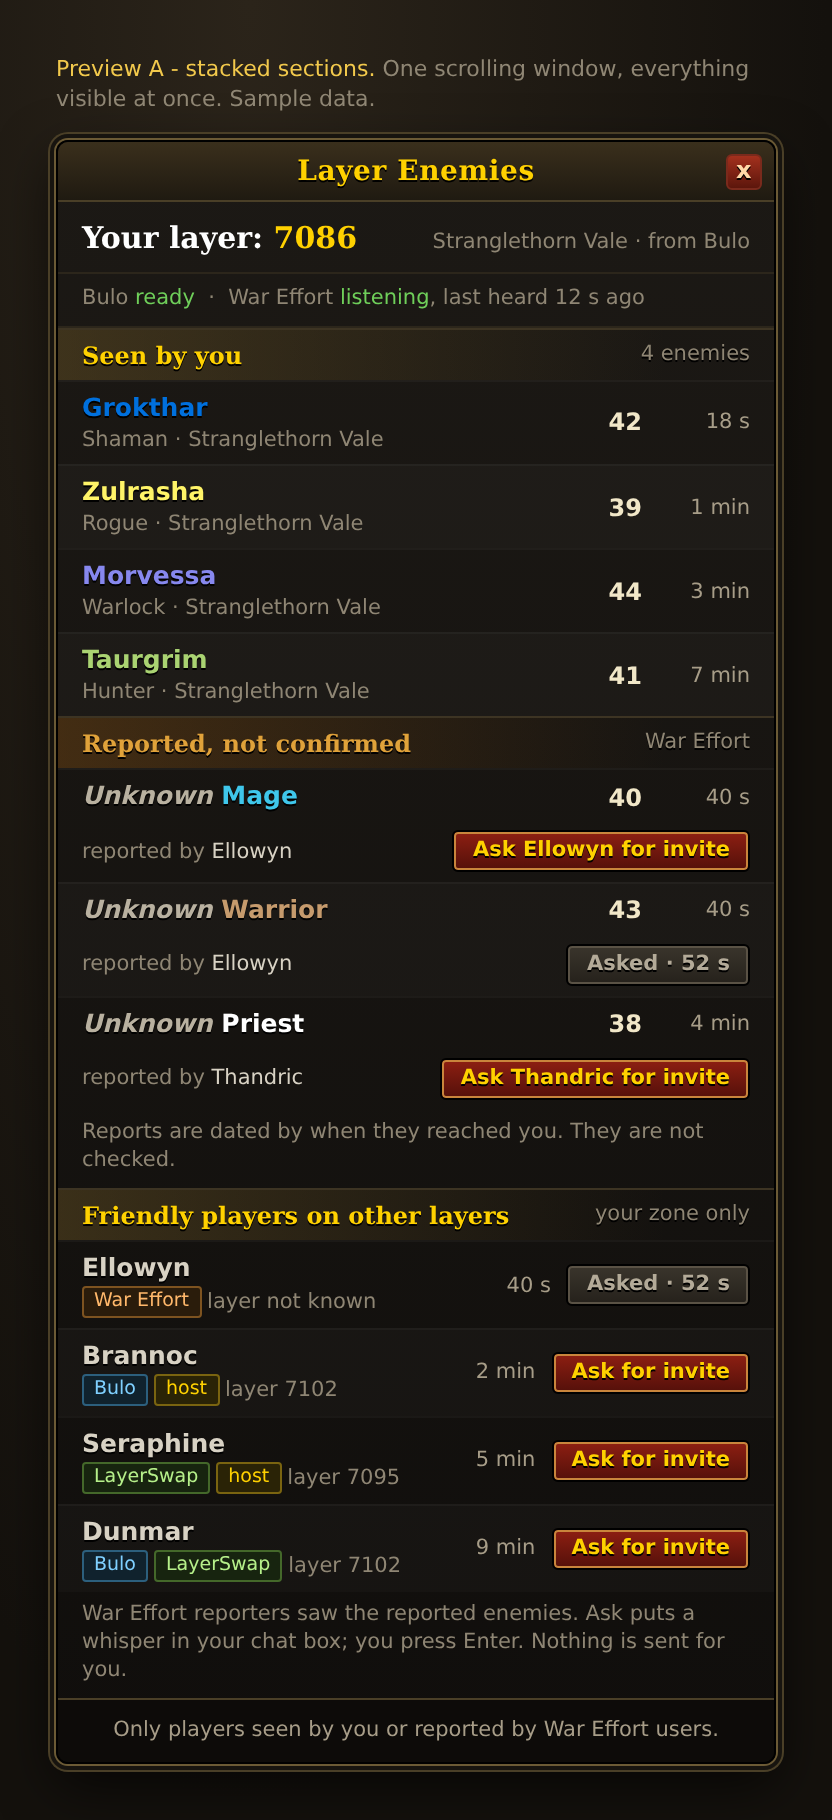 Preview A - stacked sections. One scrolling window, everything
visible at once. Sample data.
Layer Enemies
x
Your layer: 7086
Stranglethorn Vale · from Bulo
Bulo ready · War Effort listening, last heard 12 s ago
Seen by you
4 enemies
Grokthar
Shaman · Stranglethorn Vale
42
18 s
Zulrasha
Rogue · Stranglethorn Vale
39
1 min
Morvessa
Warlock · Stranglethorn Vale
44
3 min
Taurgrim
Hunter · Stranglethorn Vale
41
7 min
Reported, not confirmed
War Effort
Unknown Mage
40
40 s
reported by Ellowyn
Ask Ellowyn for invite
Unknown Warrior
43
40 s
reported by Ellowyn
Asked · 52 s
Unknown Priest
38
4 min
reported by Thandric
Ask Thandric for invite
Reports are dated by when they reached you. They are not
checked.
Friendly players on other layers
your zone only
Ellowyn
War Effort layer not known
40 s
Asked · 52 s
Brannoc
Bulo host layer 7102
2 min
Ask for invite
Seraphine
LayerSwap host layer 7095
5 min
Ask for invite
Dunmar
Bulo LayerSwap layer 7102
9 min
Ask for invite
War Effort reporters saw the reported enemies. Ask puts a
whisper in your chat box; you press Enter. Nothing is sent for
you.
Only players seen by you or reported by War Effort users.